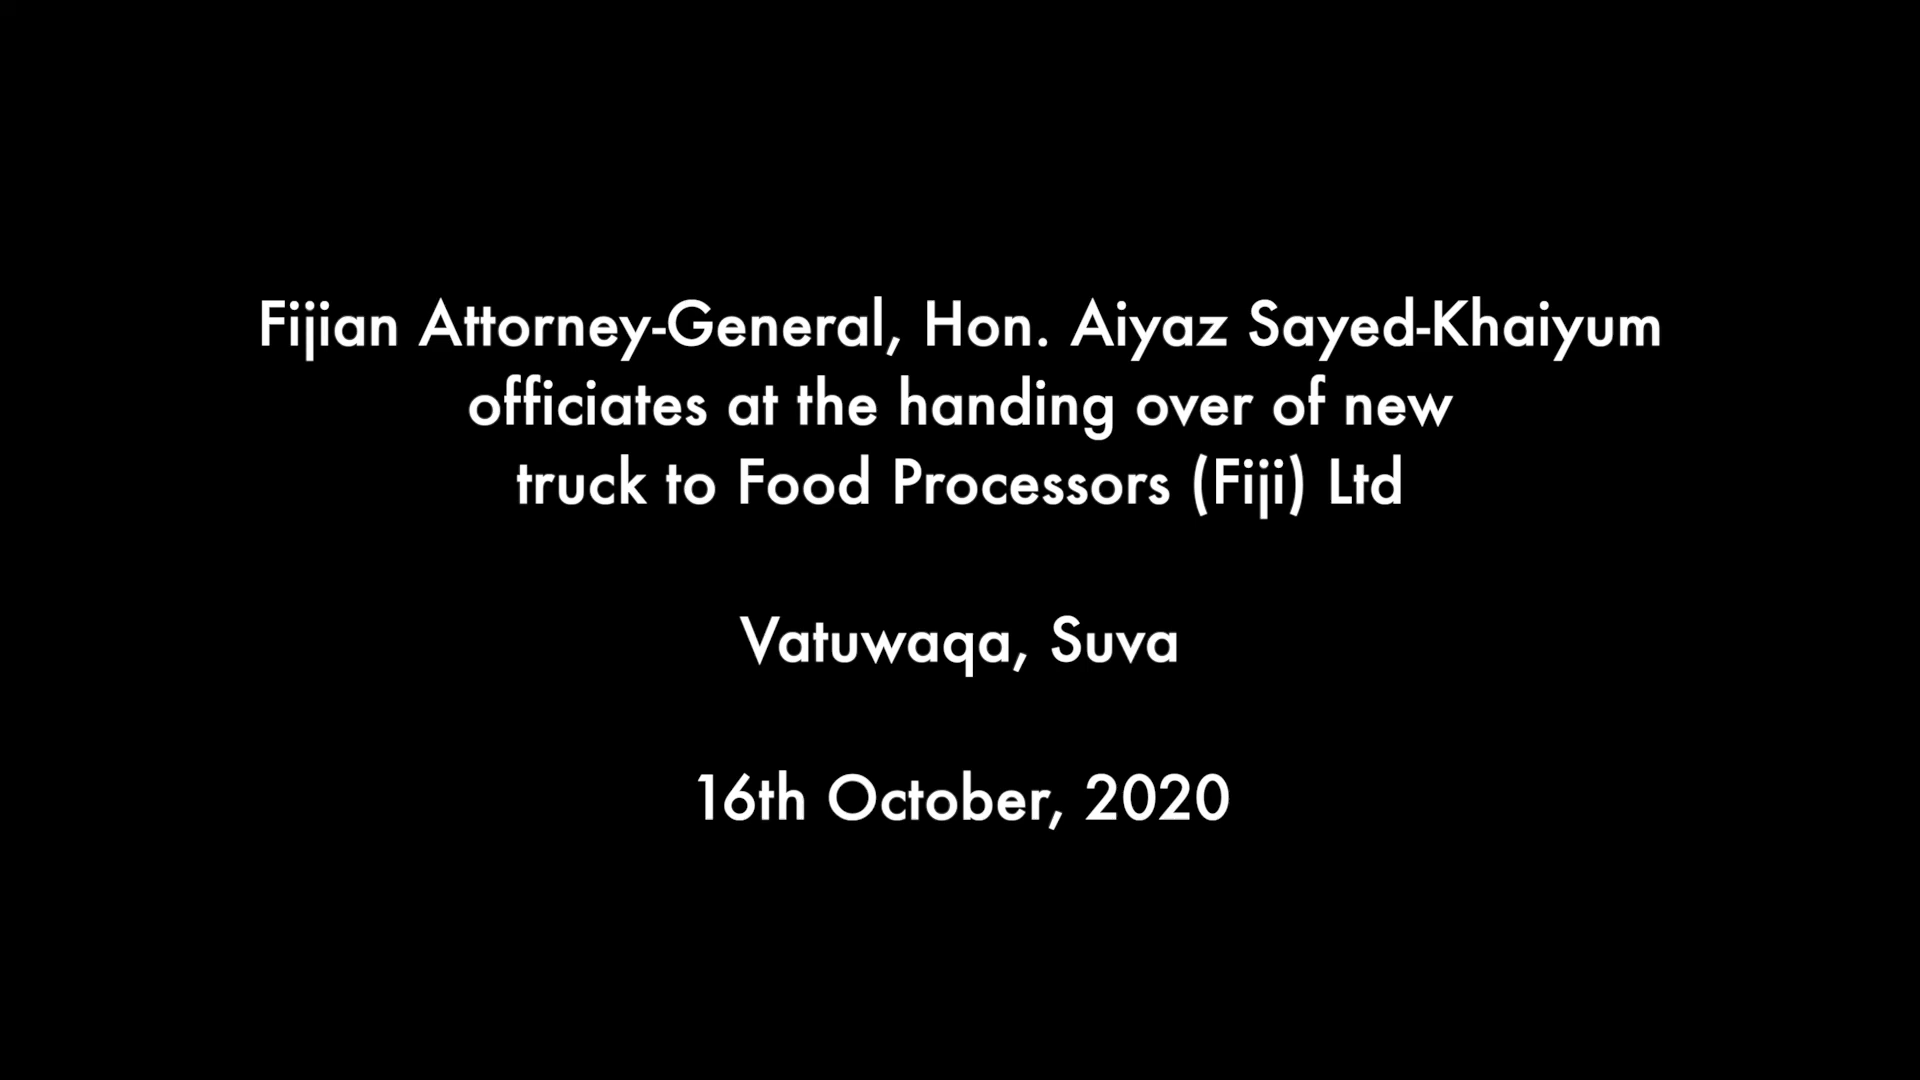 Fijian Attorney-General, Hon. Aiyaz Sayed-Khaiyum
officiates at the handing over of new
truck to Food Processors (Fiji) Ltd
Vatuwaqa, Suva
16th October, 2020